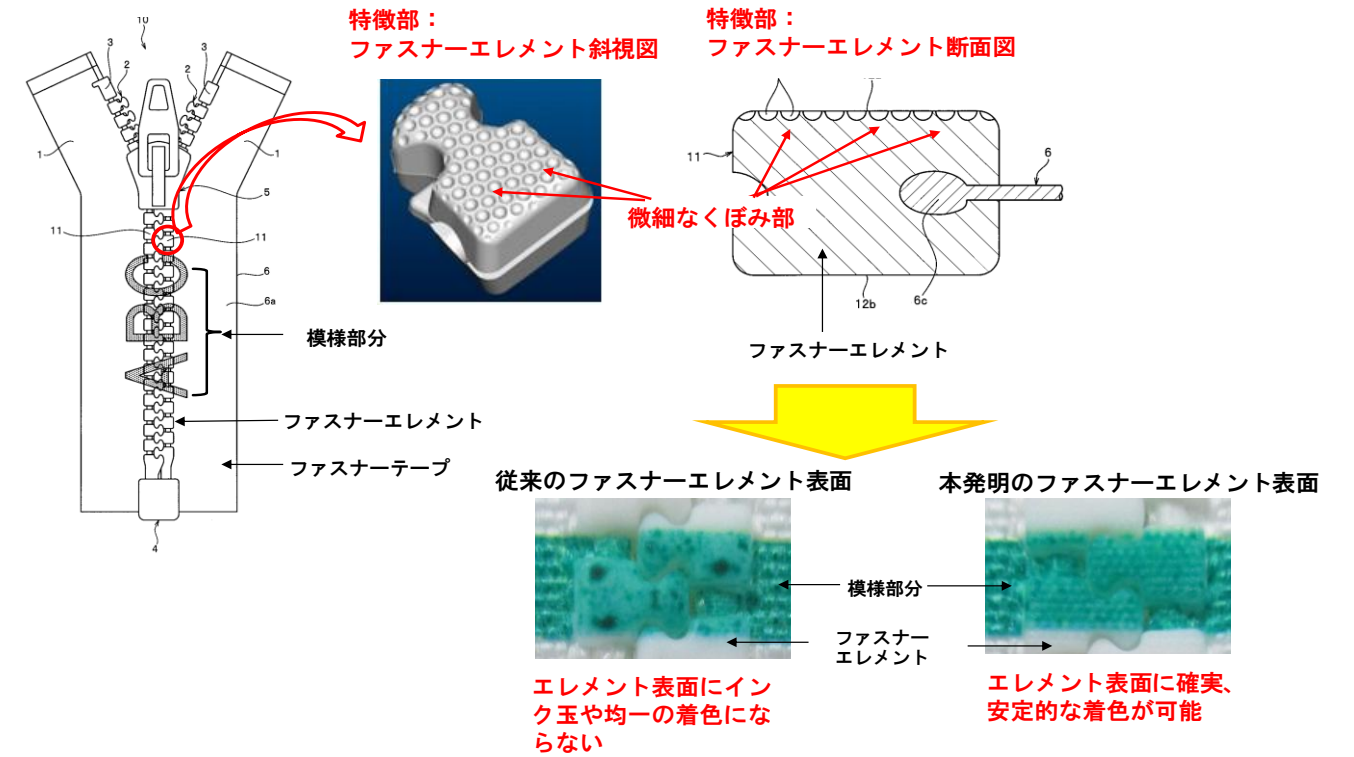 特徴部：
ファスナーエレメント斜視図
特徴部：
ファスナーエレメント断面図
10
3
2
2
3
1
1
5
11
11
6
6a
4
C
B
A
模様部分
ファスナーエレメント
ファスナーテープ
微細なくぼみ部
11
6
6c
12b
ファスナーエレメント
従来のファスナーエレメント表面
本発明のファスナーエレメント表面
模様部分
ファスナー
エレメント
エレメント表面にイン
ク玉や均一の着色にな
らない
エレメント表面に確実、
安定的な着色が可能